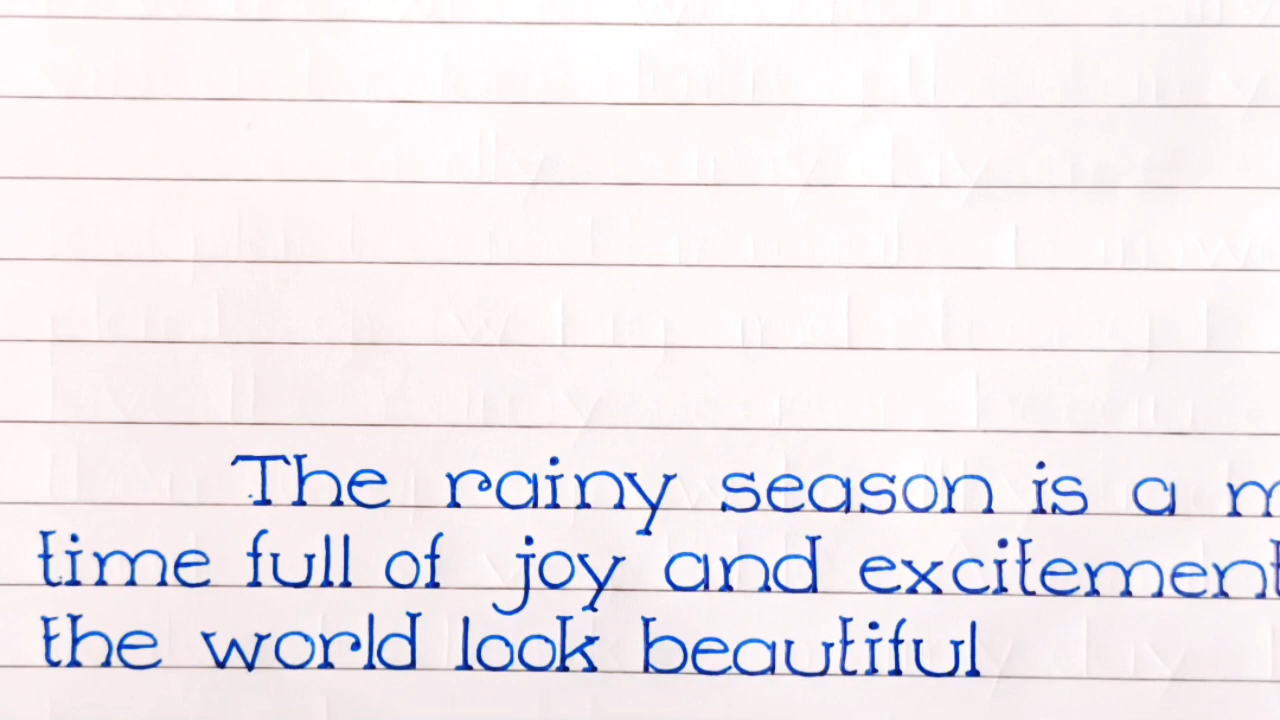 The rainy season is a
time full of joy and excitement
the world look beautiful